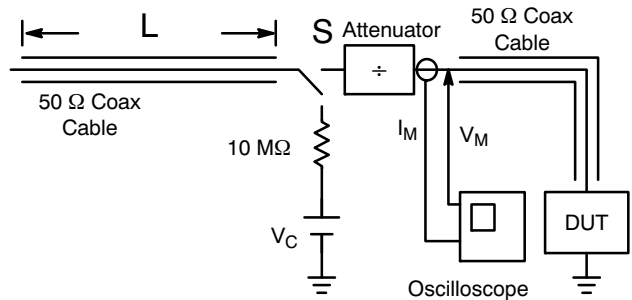 L
S
Attenuator
÷
50 Ω Coax
Cable
50 Ω Coax
Cable
10 MΩ
I_M
V_M
V_C
DUT
Oscilloscope